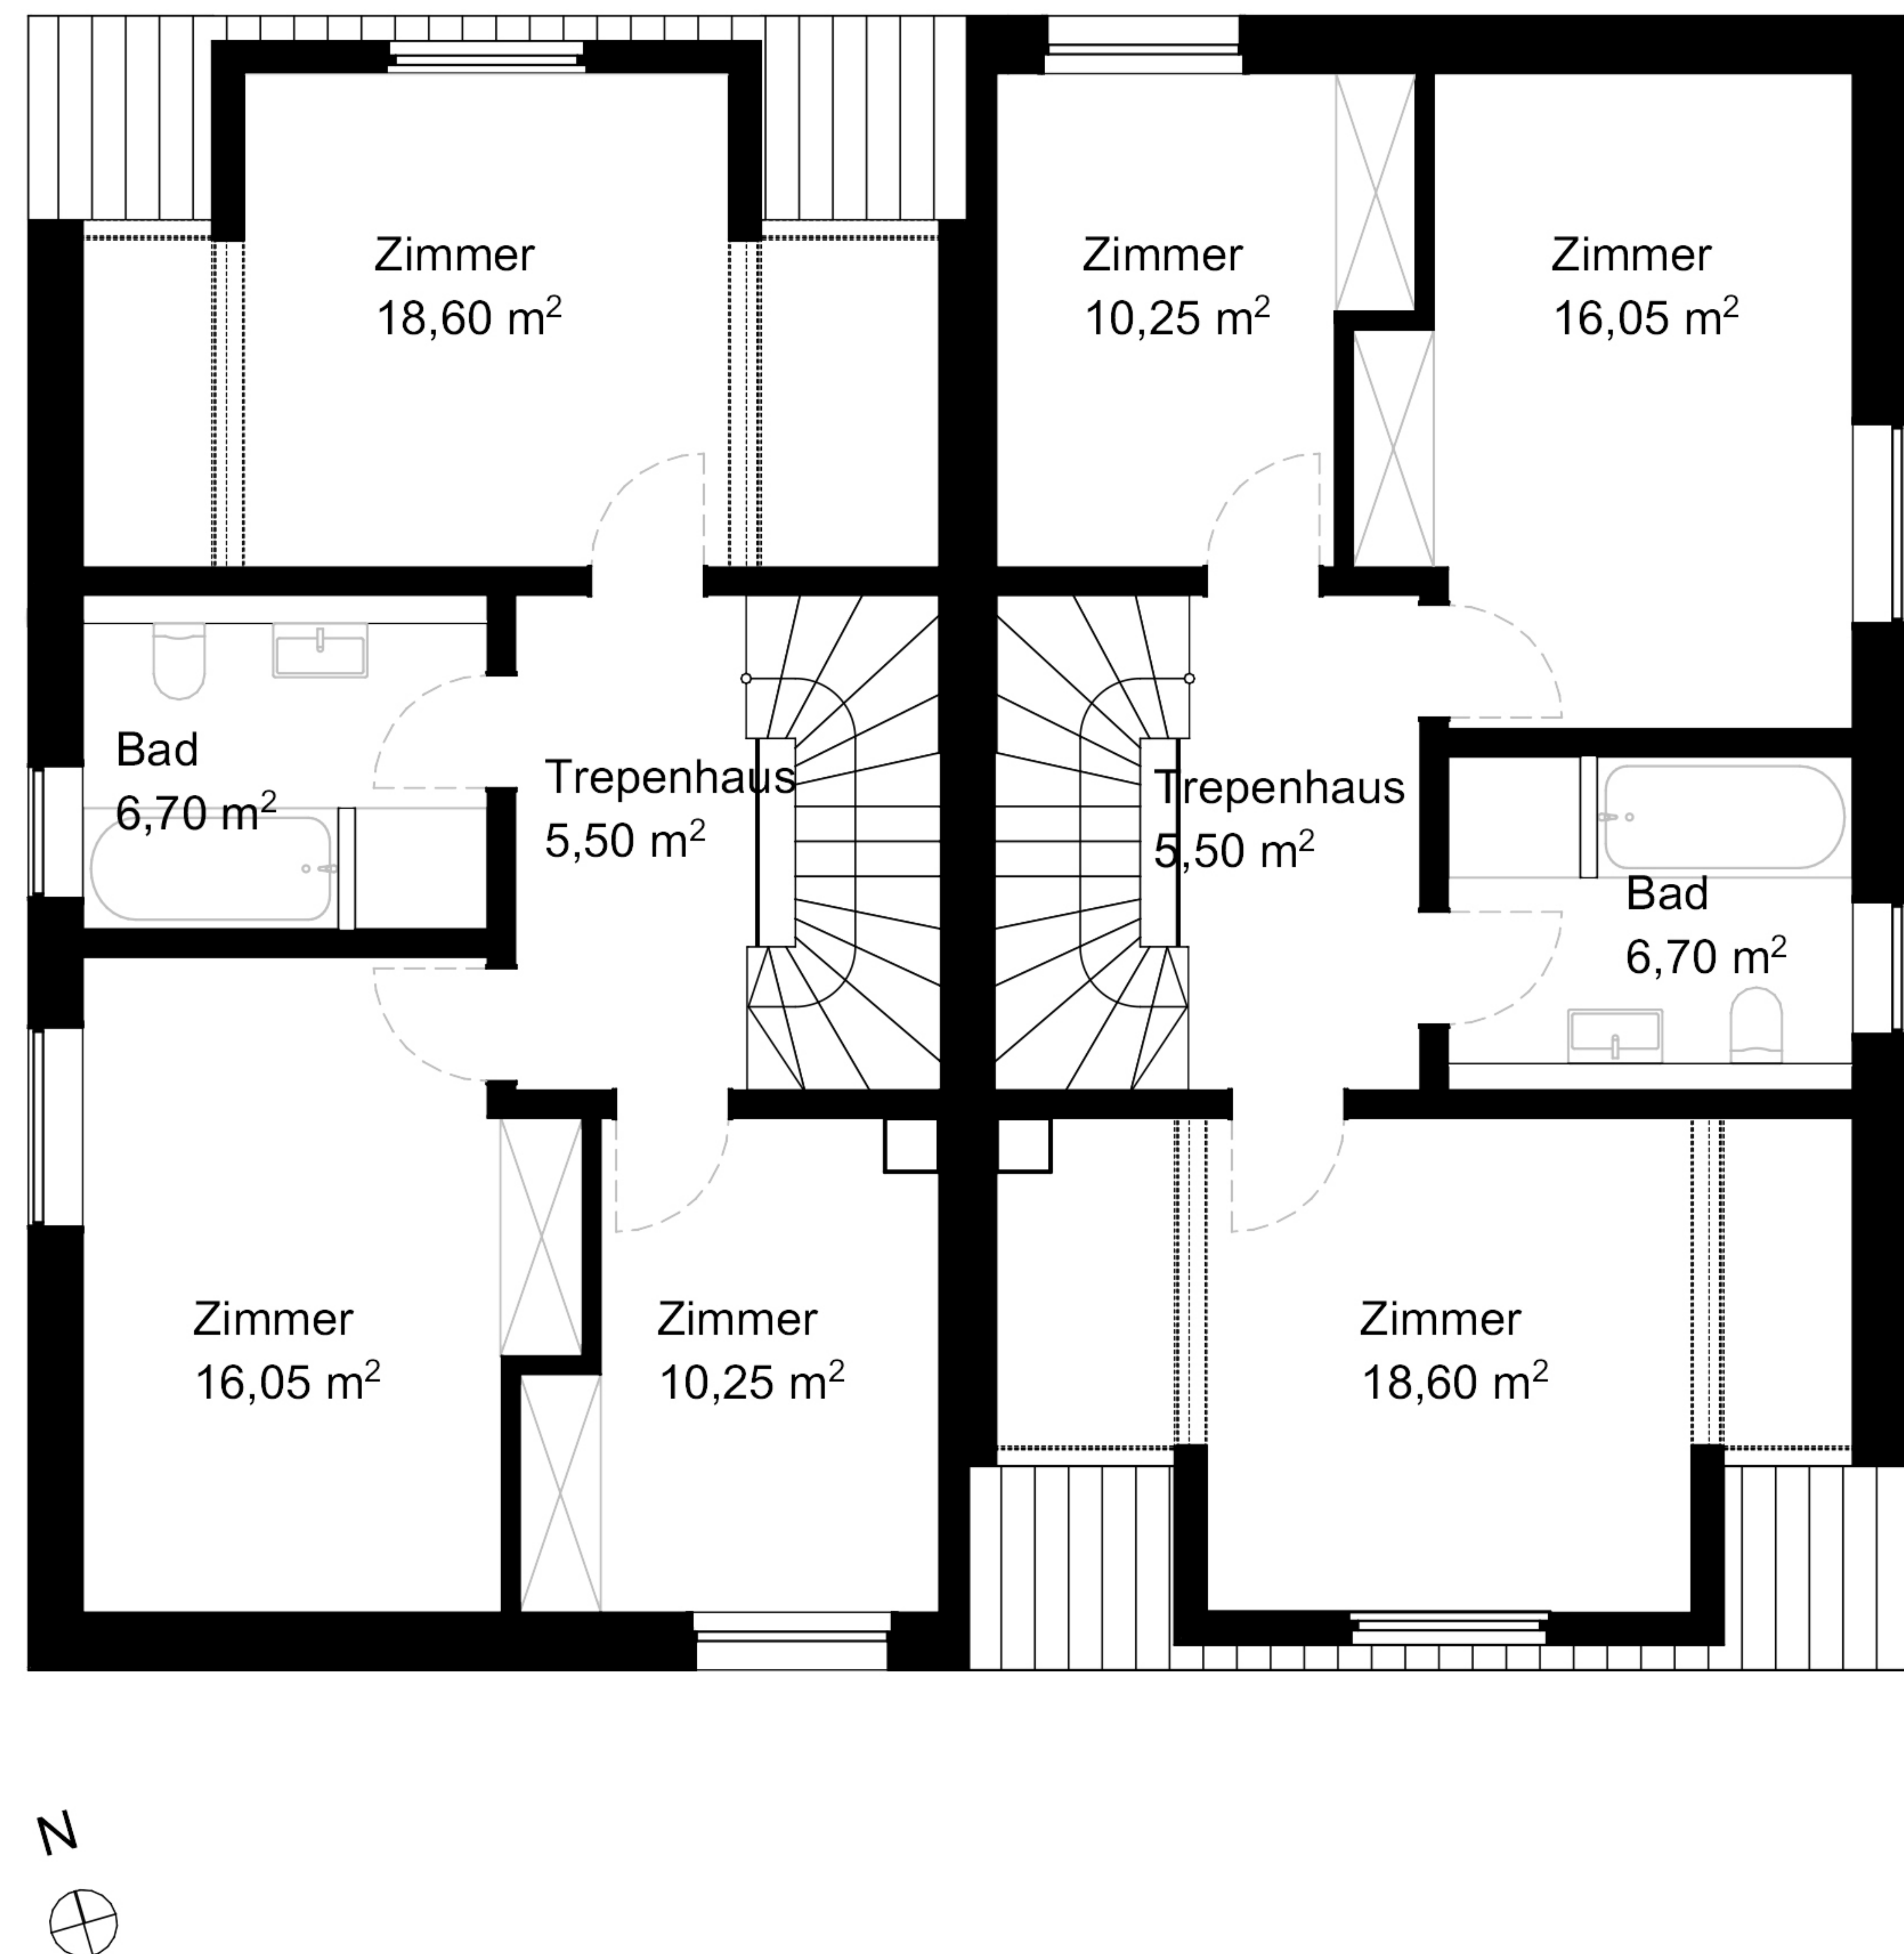 Zimmer
18,60 m²
Zimmer
10,25 m²
Zimmer
16,05 m²
Bad
6,70 m²
Trepenhaus
5,50 m²
Trepenhaus
5,50 m²
Bad
6,70 m²
Zimmer
16,05 m²
Zimmer
10,25 m²
Zimmer
18,60 m²
N